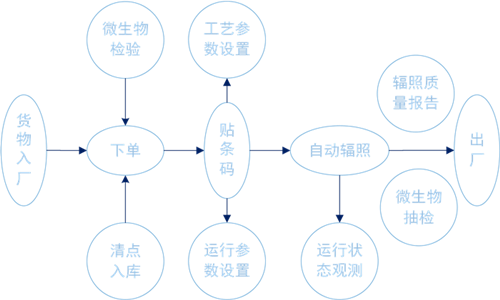 微生物
检验
工艺参
数设置
辐照质
量报告
货物入厂
下单
贴条码
自动辐照
出厂
微生物
抽检
清点
入库
运行参
数设置
运行状
态观测